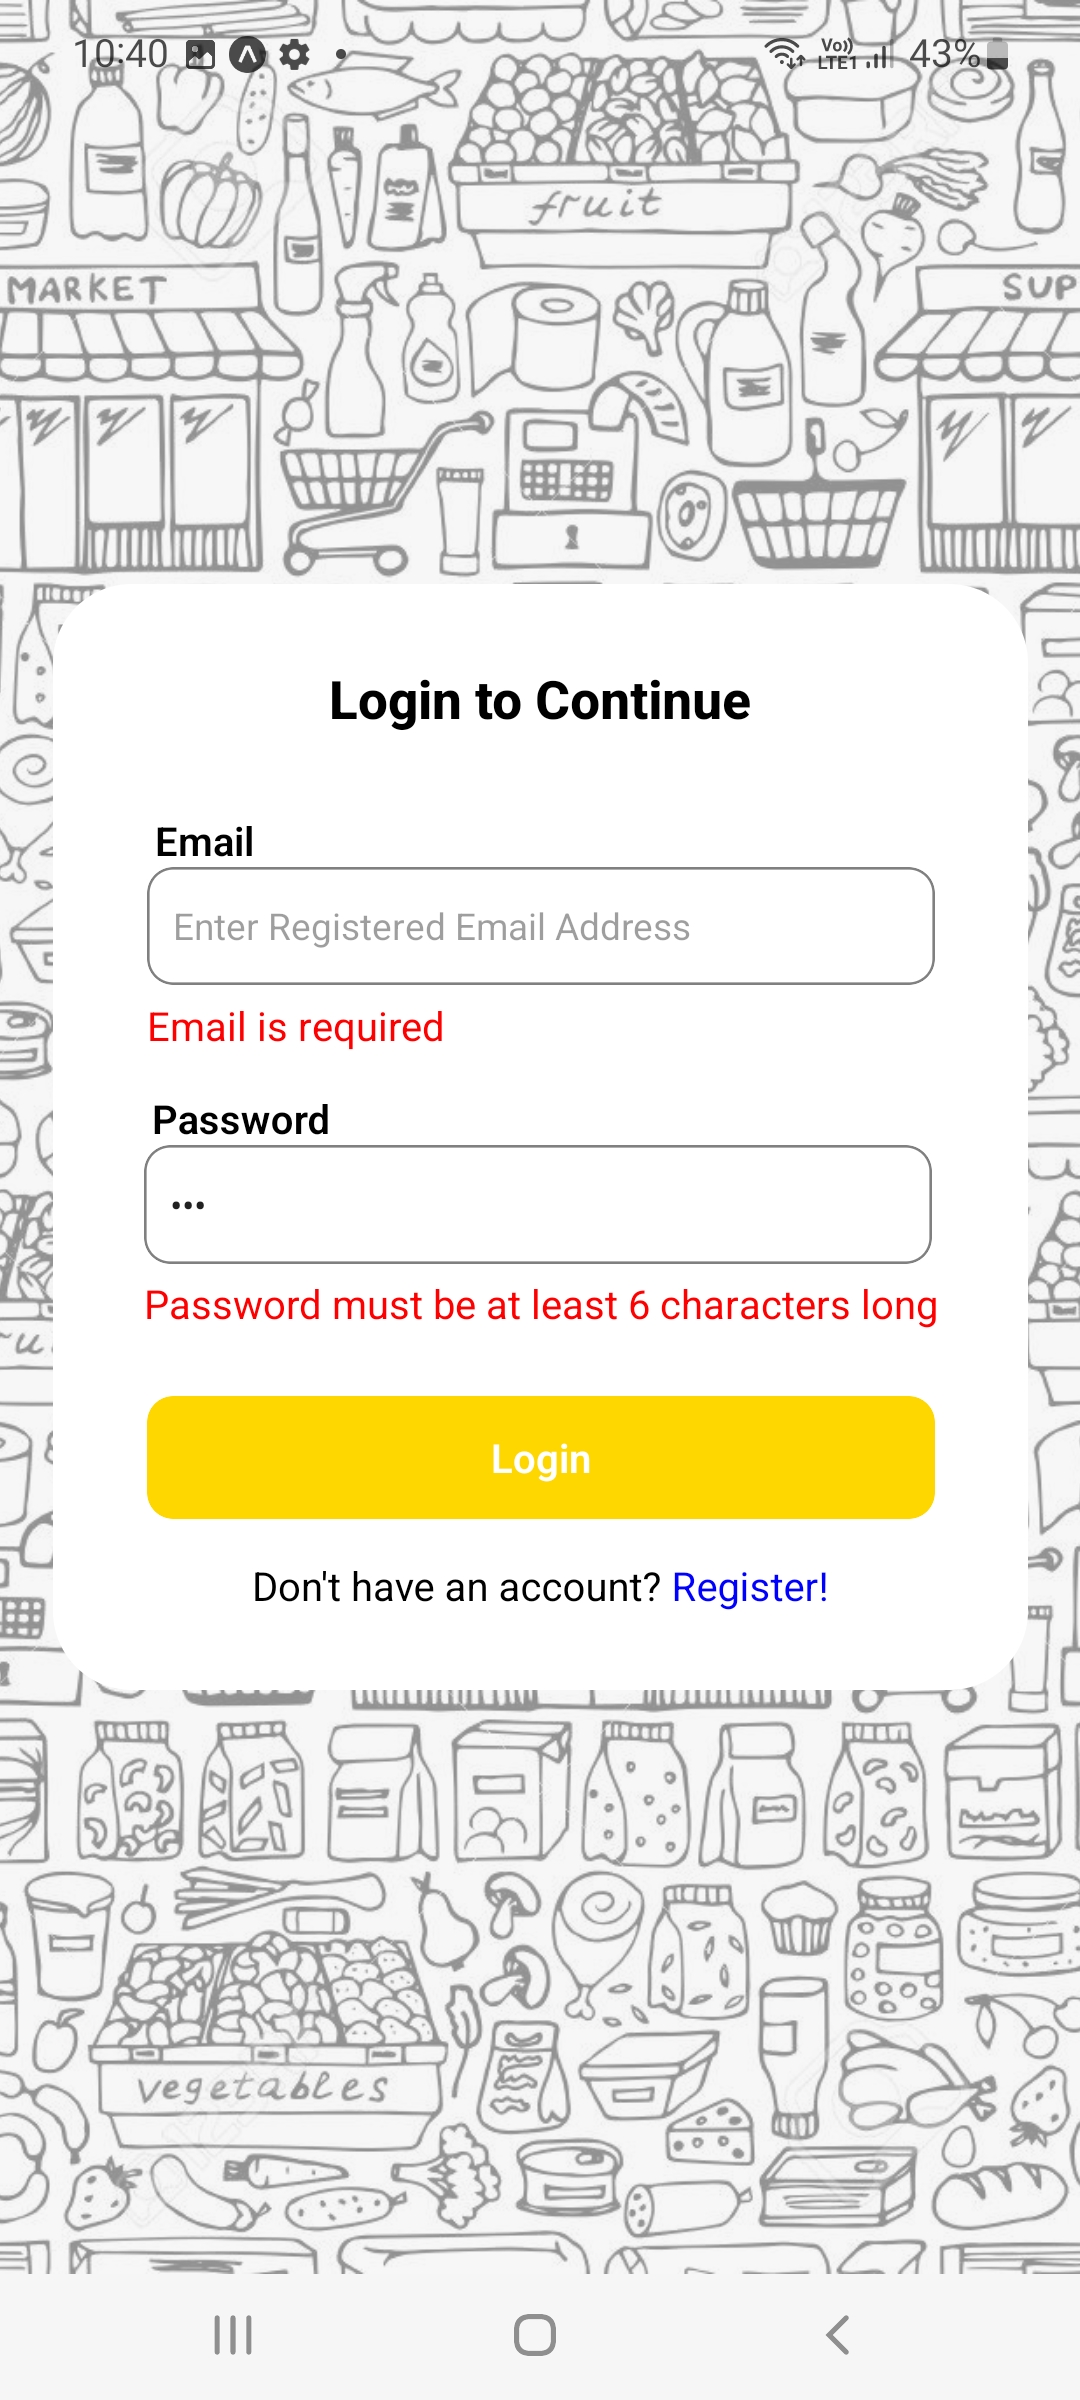 10:40 Vo)) LTE1 43%
fruit
MARKET
SUP
Login to Continue
Email
Enter Registered Email Address
Email is required
Password
•••
Password must be at least 6 characters long
Login
Don't have an account? Register!
vegetables